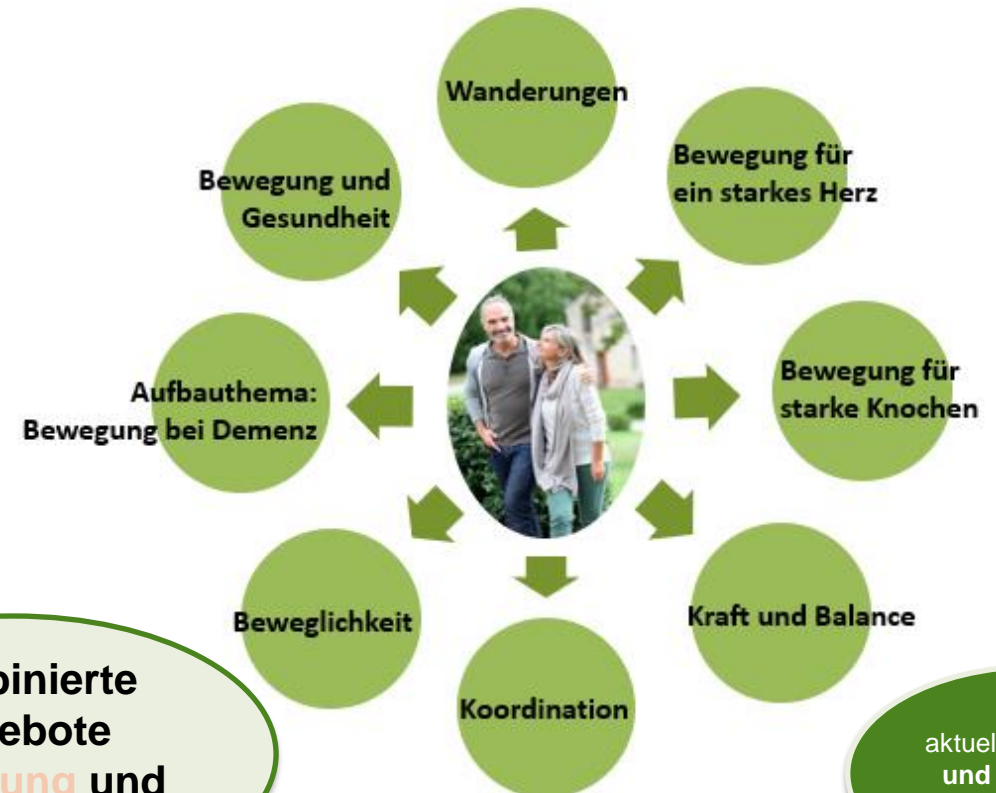 Wanderungen
Bewegung für
ein starkes Herz
Bewegung und
Gesundheit
Bewegung für
starke Knochen
Aufbauthema:
Bewegung bei Demenz
Kraft und Balance
Beweglichkeit
Koordination
und
und